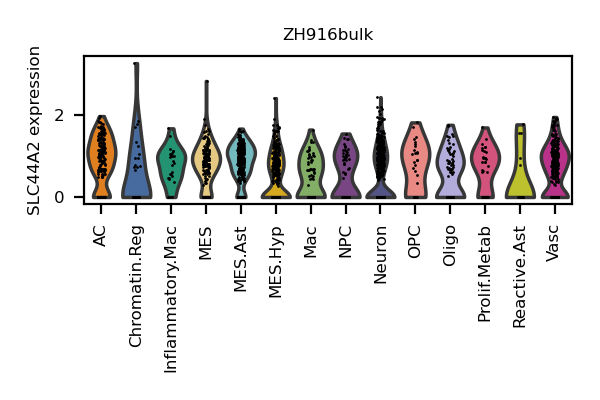 ZH916bulk
SLC44A2 expression
2
0
AC
Chromatin.Reg
Inflammatory.Mac
MES
MES.Ast
MES.Hyp
Mac
NPC
Neuron
OPC
Oligo
Prolif.Metab
Reactive.Ast
Vasc